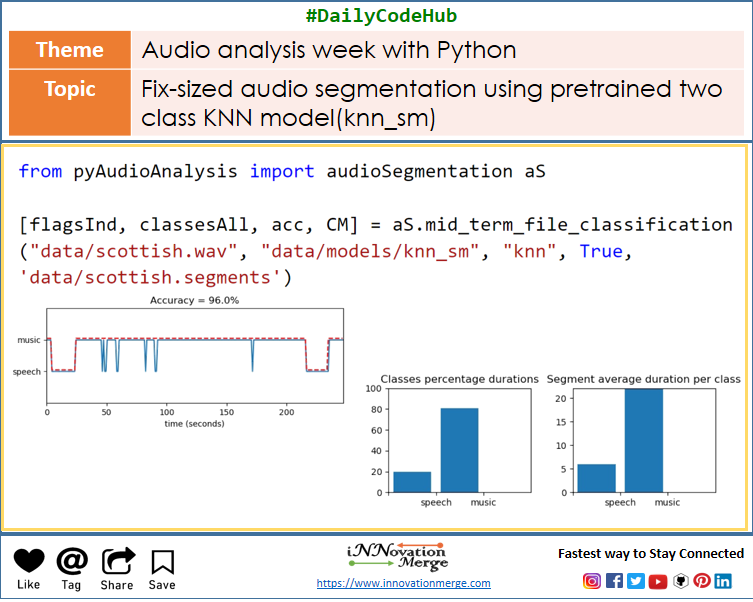 #DailyCodeHub
Theme
Audio analysis week with Python
Topic
Fix-sized audio segmentation using pretrained two
class KNN model(knn_sm)
from pyAudioAnalysis import audioSegmentation aS
[flagsInd, classesAll, acc, CM] = aS.mid_term_file_classification
("data/scottish.wav", "data/models/knn_sm", "knn", True,
'data/scottish.segments')
Accuracy = 96.0%
music
speech
0 50 100 150 200
time (seconds)
Classes percentage durations
100
80
60
40
20
0
speech music
Segment average duration per class
20
15
10
5
0
speech music
Like
Tag
Share
Save
iNNovation
Merge
https://www.innovationmerge.com
Fastest way to Stay Connected